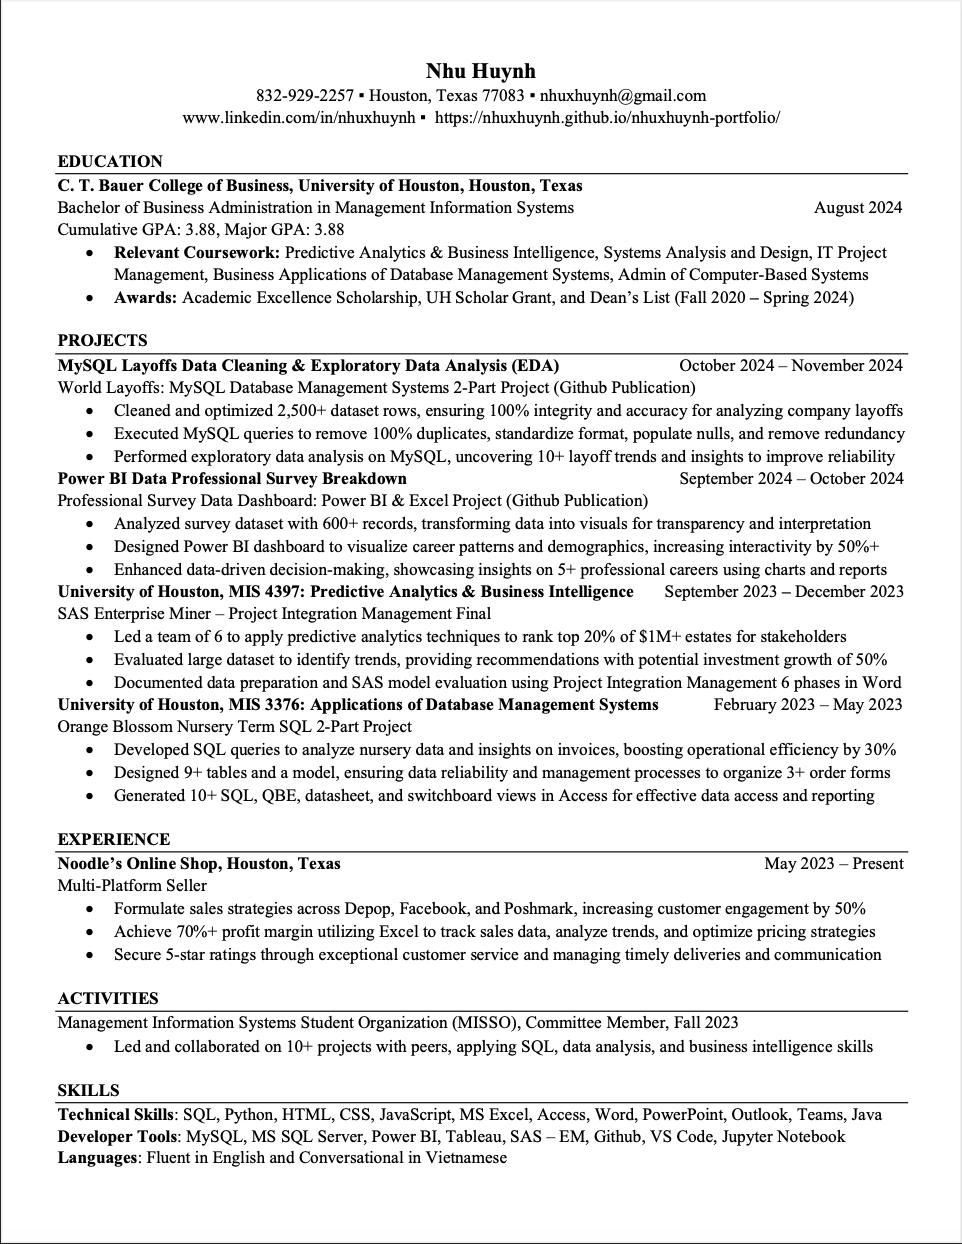 Nhu Huynh
832-929-2257 ▪ Houston, Texas 77083 ▪ nhuxhuynh@gmail.com
www.linkedin.com/in/nhuxhuynh ▪ https://nhuxhuynh.github.io/nhuxhuynh-portfolio/
EDUCATION
C. T. Bauer College of Business, University of Houston, Houston, Texas
Bachelor of Business Administration in Management Information Systems August 2024
Cumulative GPA: 3.88, Major GPA: 3.88
• Relevant Coursework: Predictive Analytics & Business Intelligence, Systems Analysis and Design, IT Project
Management, Business Applications of Database Management Systems, Admin of Computer-Based Systems
• Awards: Academic Excellence Scholarship, UH Scholar Grant, and Dean’s List (Fall 2020 – Spring 2024)
PROJECTS
MySQL Layoffs Data Cleaning & Exploratory Data Analysis (EDA) October 2024 – November 2024
World Layoffs: MySQL Database Management Systems 2-Part Project (Github Publication)
• Cleaned and optimized 2,500+ dataset rows, ensuring 100% integrity and accuracy for analyzing company layoffs
• Executed MySQL queries to remove 100% duplicates, standardize format, populate nulls, and remove redundancy
• Performed exploratory data analysis on MySQL, uncovering 10+ layoff trends and insights to improve reliability
Power BI Data Professional Survey Breakdown September 2024 – October 2024
Professional Survey Data Dashboard: Power BI & Excel Project (Github Publication)
• Analyzed survey dataset with 600+ records, transforming data into visuals for transparency and interpretation
• Designed Power BI dashboard to visualize career patterns and demographics, increasing interactivity by 50%+
• Enhanced data-driven decision-making, showcasing insights on 5+ professional careers using charts and reports
University of Houston, MIS 4397: Predictive Analytics & Business Intelligence September 2023 – December 2023
SAS Enterprise Miner – Project Integration Management Final
• Led a team of 6 to apply predictive analytics techniques to rank top 20% of $1M+ estates for stakeholders
• Evaluated large dataset to identify trends, providing recommendations with potential investment growth of 50%
• Documented data preparation and SAS model evaluation using Project Integration Management 6 phases in Word
University of Houston, MIS 3376: Applications of Database Management Systems February 2023 – May 2023
Orange Blossom Nursery Term SQL 2-Part Project
• Developed SQL queries to analyze nursery data and insights on invoices, boosting operational efficiency by 30%
• Designed 9+ tables and a model, ensuring data reliability and management processes to organize 3+ order forms
• Generated 10+ SQL, QBE, datasheet, and switchboard views in Access for effective data access and reporting
EXPERIENCE
Noodle’s Online Shop, Houston, Texas May 2023 – Present
Multi-Platform Seller
• Formulate sales strategies across Depop, Facebook, and Poshmark, increasing customer engagement by 50%
• Achieve 70%+ profit margin utilizing Excel to track sales data, analyze trends, and optimize pricing strategies
• Secure 5-star ratings through exceptional customer service and managing timely deliveries and communication
ACTIVITIES
Management Information Systems Student Organization (MISSO), Committee Member, Fall 2023
• Led and collaborated on 10+ projects with peers, applying SQL, data analysis, and business intelligence skills
SKILLS
Technical Skills: SQL, Python, HTML, CSS, JavaScript, MS Excel, Access, Word, PowerPoint, Outlook, Teams, Java
Developer Tools: MySQL, MS SQL Server, Power BI, Tableau, SAS – EM, Github, VS Code, Jupyter Notebook
Languages: Fluent in English and Conversational in Vietnamese